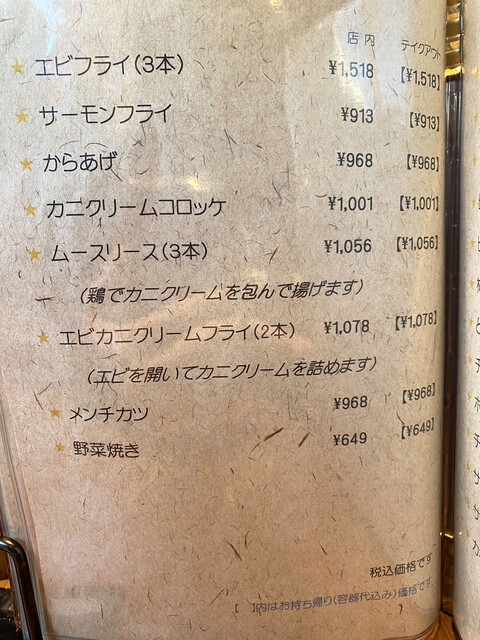 店内 テイクアウト
★ エビフライ(3本) ¥1,518 【¥1,518】
★ サーモンフライ ¥913 【¥913】
★ からあげ ¥968 【¥968】
★ カニクリームコロッケ ¥1,001 【¥1,001】
★ ムースリース(3本) ¥1,056 【¥1,056】
(鶏でカニクリームを包んで揚げます)
★ エビカニクリームフライ(2本) ¥1,078 【¥1,078】
(エビを開いてカニクリームを詰めます)
★ メンチカツ ¥968 【¥968】
★ 野菜焼き ¥649 【¥649】
税込価格です
【 】内はお持ち帰り(容器代込み)価格です